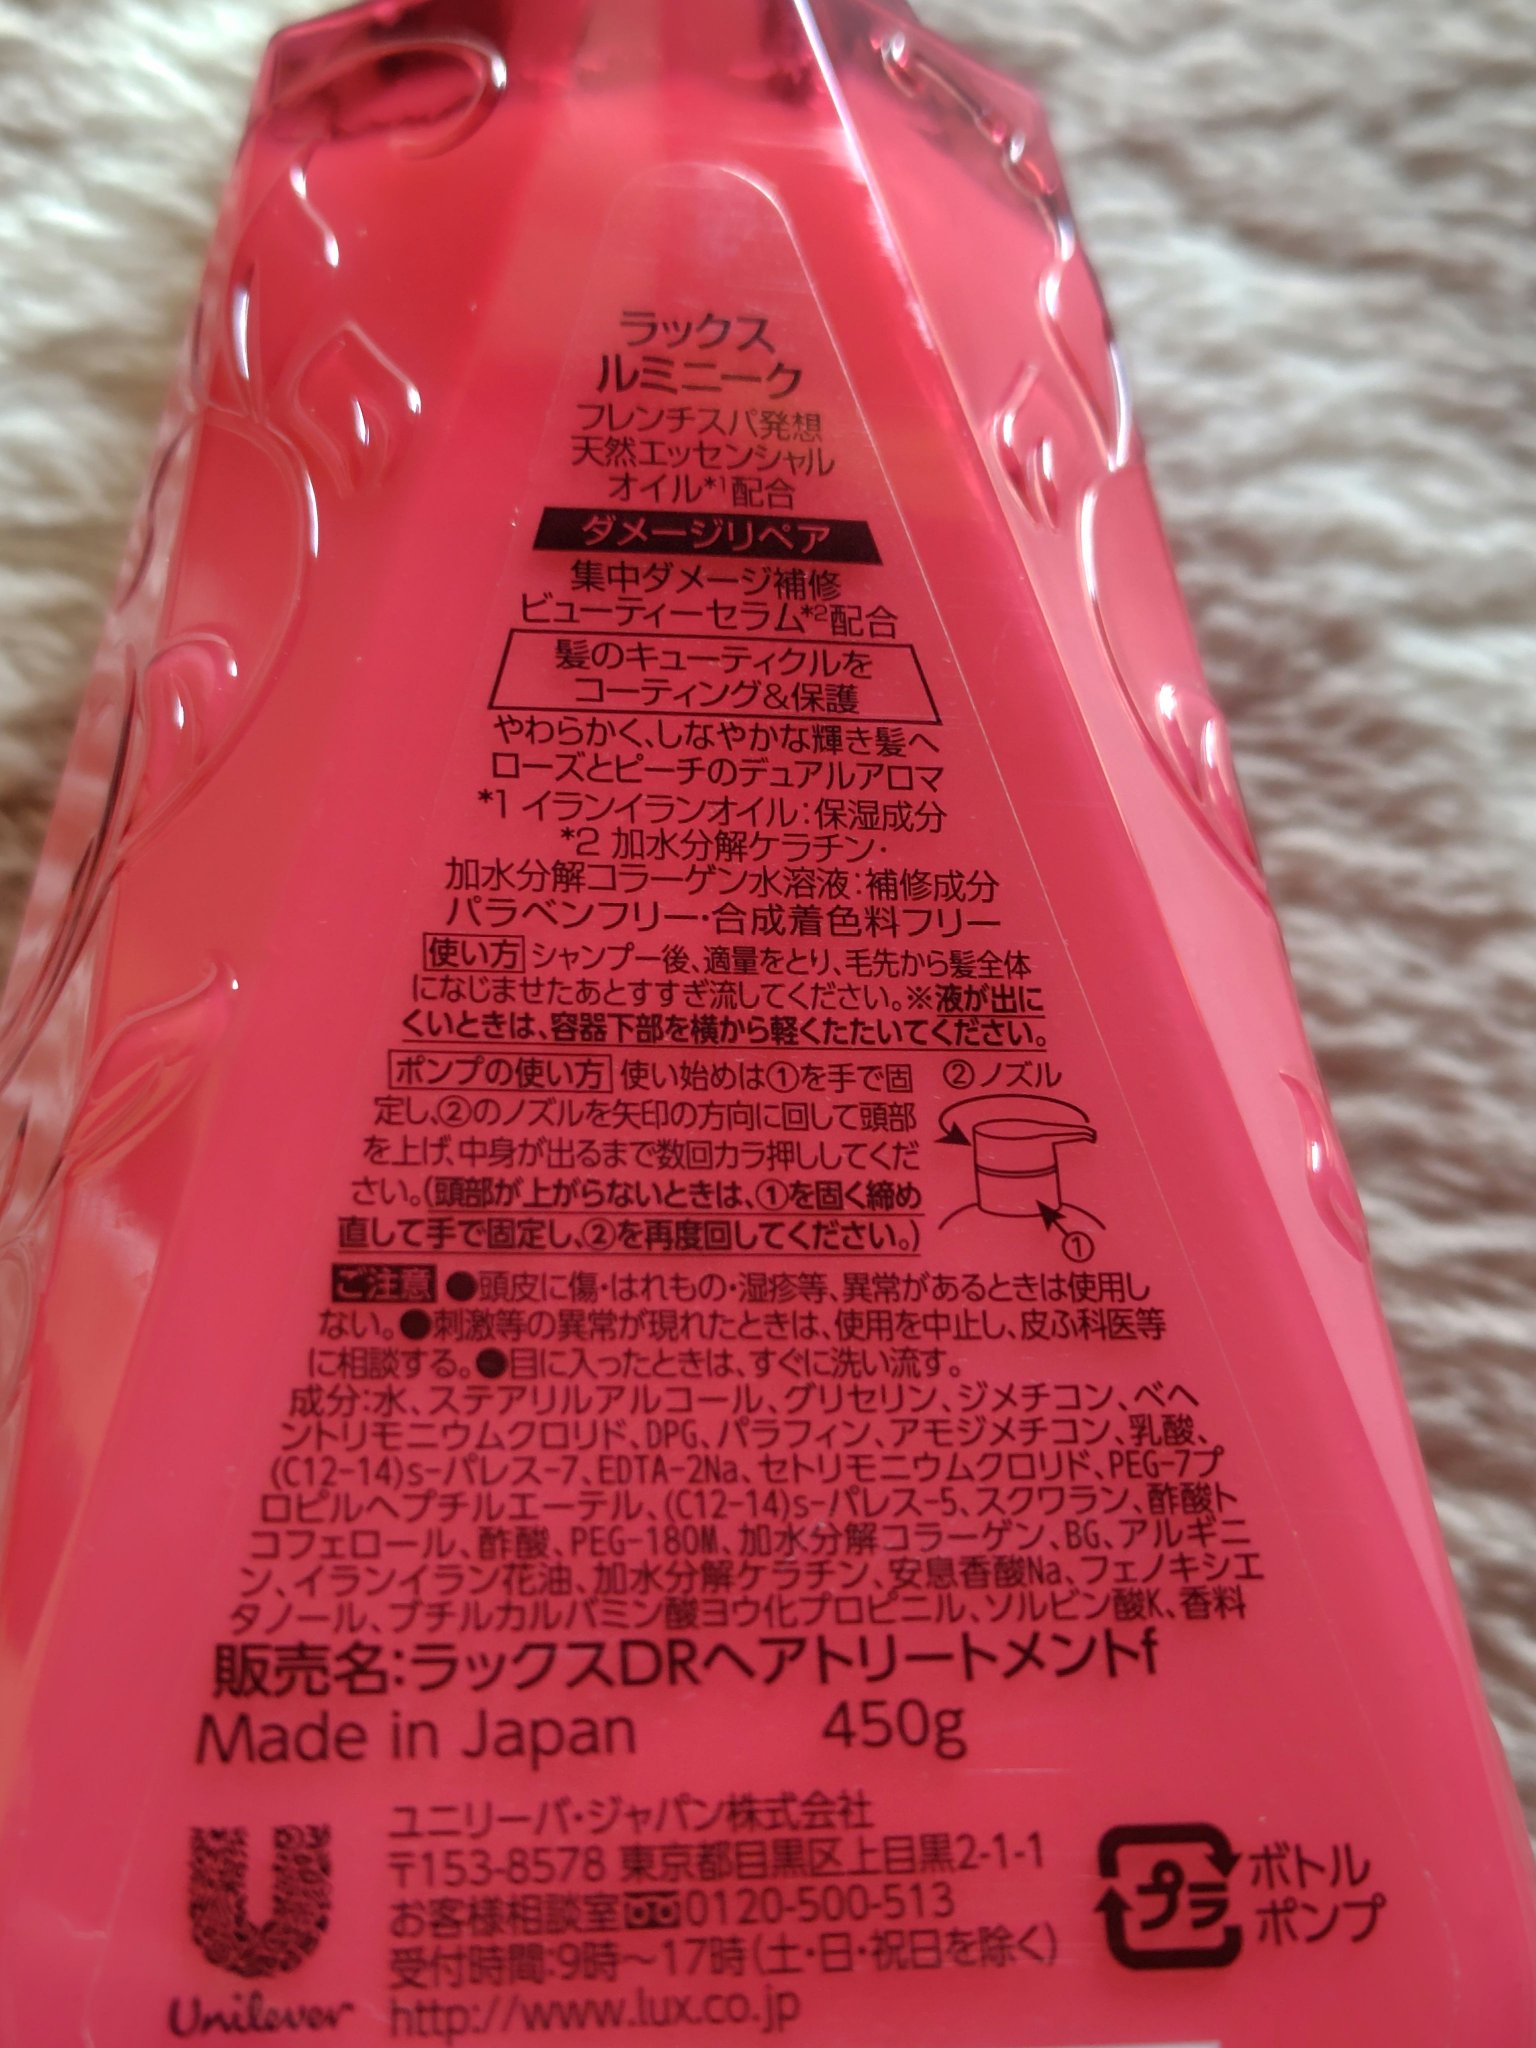 ラックス
ルミニーク
フレンチスパ発想
天然エッセンシャル
オイル*1配合
ダメージリペア
集中ダメージ補修
ビューティーセラム*2配合
髪のキューティクルを
コーティング&保護
やわらかく、しなやかな輝き髪へ
ローズとピーチのデュアルアロマ
*1 イランイランオイル:保湿成分
*2 加水分解ケラチン・
加水分解コラーゲン水溶液:補修成分
パラベンフリー・合成着色料フリー
使い方 シャンプー後、適量をとり、毛先から髪全体
になじませたあとすすぎ流してください。※液が出に
くいときは、容器下部を横から軽くたたいてください。
ポンプの使い方 使い始めは①を手で固
定し、②のノズルを矢印の方向に回して頭部
を上げ、中身が出るまで数回カラ押ししてくだ
さい。(頭部が上がらないときは、①を固く締め
直して手で固定し、②を再度回してください。)
②ノズル
①
ご注意 ●頭皮に傷・はれもの・湿疹等、異常があるときは使用し
ない。●刺激等の異常が現れたときは、使用を中止し、皮ふ科医等
に相談する。●目に入ったときは、すぐに洗い流す。
成分:水、ステアリルアルコール、グリセリン、ジメチコン、ベヘ
ントリモニウムクロリド、DPG、パラフィン、アモジメチコン、乳酸、
(C12-14)s-パレス-7、EDTA-2Na、セトリモニウムクロリド、PEG-7プ
ロピルヘプチルエーテル、(C12-14)s-パレス-5、スクワラン、酢酸ト
コフェロール、酢酸、PEG-180M、加水分解コラーゲン、BG、アルギニ
ン、イランイラン花油、加水分解ケラチン、安息香酸Na、フェノキシエ
タノール、ブチルカルバミン酸ヨウ化プロピニル、ソルビン酸K、香料
販売名:ラックスDRヘアトリートメントf
Made in Japan 450g
ユニリーバ・ジャパン株式会社
〒153-8578 東京都目黒区上目黒2-1-1
お客様相談室 0120-500-513
受付時間:9時〜17時(土・日・祝日を除く)
http://www.lux.co.jp
Unilever
プラ
ボトル
ポンプ